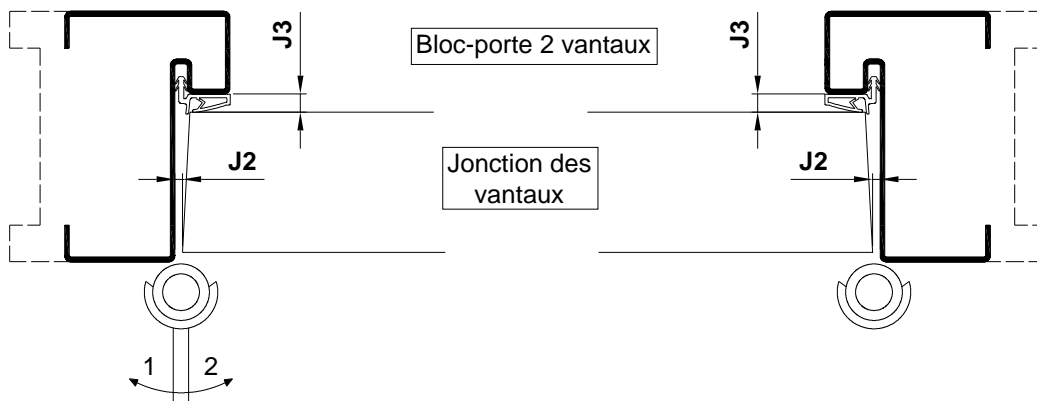 J3
Bloc-porte 2 vantaux
J3
J2
Jonction des
vantaux
J2
1
2